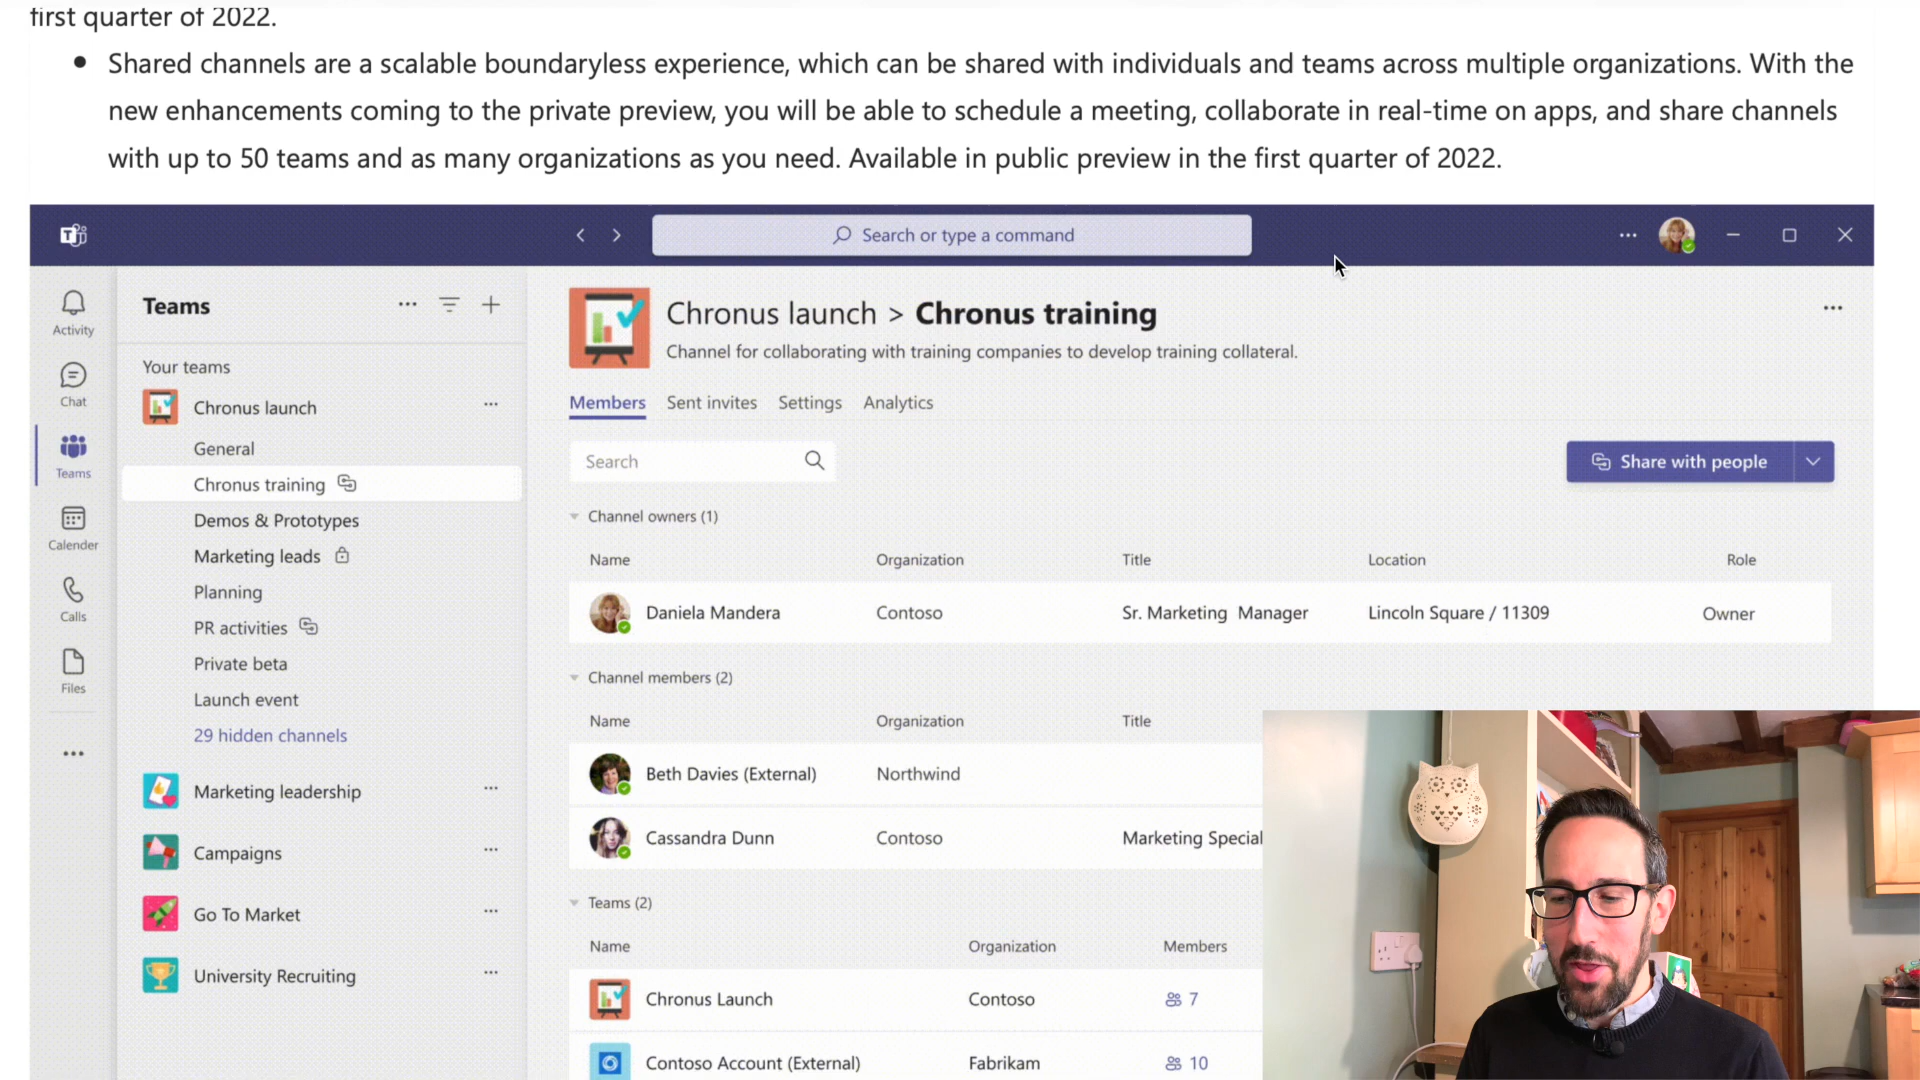 first quarter of 2022.
• Shared channels are a scalable boundaryless experience, which can be shared with individuals and teams across multiple organizations. With the
new enhancements coming to the private preview, you will be able to schedule a meeting, collaborate in real-time on apps, and share channels
with up to 50 teams and as many organizations as you need. Available in public preview in the first quarter of 2022.
Search or type a command
Activity
Chat
Teams
Calender
Calls
Files
Teams
Your teams
Chronus launch
General
Chronus training
Demos & Prototypes
Marketing leads
Planning
PR activities
Private beta
Launch event
29 hidden channels
Marketing leadership
Campaigns
Go To Market
University Recruiting
Chronus launch > Chronus training
Channel for collaborating with training companies to develop training collateral.
Members Sent invites Settings Analytics
Search
Share with people
Channel owners (1)
Name Organization Title Location Role
Daniela Mandera Contoso Sr. Marketing Manager Lincoln Square / 11309 Owner
Channel members (2)
Name Organization Title
Beth Davies (External) Northwind
Cassandra Dunn Contoso Marketing Special
Teams (2)
Name Organization Members
Chronus Launch Contoso 7
Contoso Account (External) Fabrikam 10